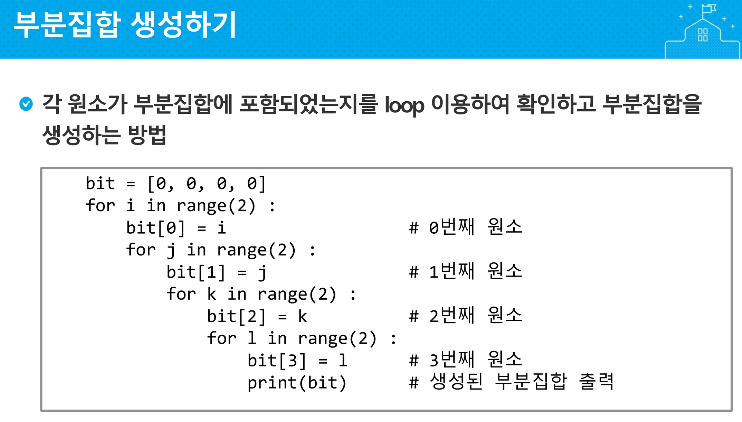 부분집합 생성하기
각 원소가 부분집합에 포함되었는지를 loop 이용하여 확인하고 부분집합을
생성하는 방법
bit = [0, 0, 0, 0]
for i in range(2) :
    bit[0] = i                  # 0번째 원소
    for j in range(2) :
        bit[1] = j              # 1번째 원소
        for k in range(2) :
            bit[2] = k          # 2번째 원소
            for l in range(2) :
                bit[3] = l      # 3번째 원소
                print(bit)      # 생성된 부분집합 출력